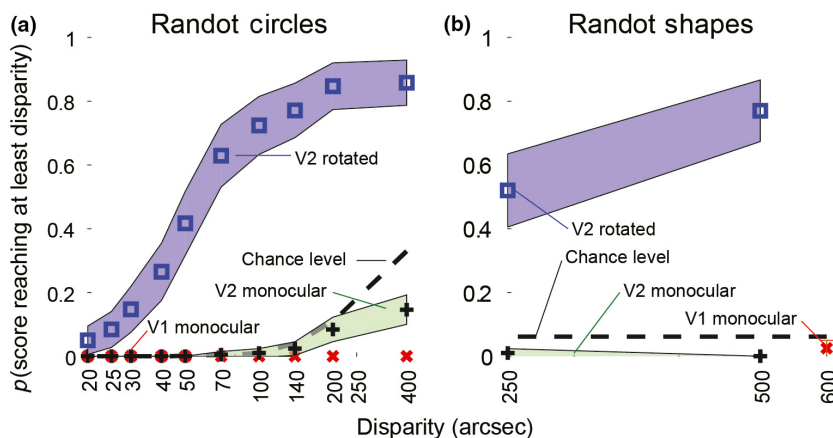 (a)
Randot circles
(b)
Randot shapes
p(score reaching at least disparity)
1
0.8
0.6
0.4
0.2
0
V2 rotated
Chance level
V2 monocular
V1 monocular
20
25
30
40
50
70
100
140
200
250
400
1
0.8
0.6
0.4
0.2
0
V2 rotated
Chance level
V2 monocular
V1 monocular
250
500
600
Disparity (arcsec)